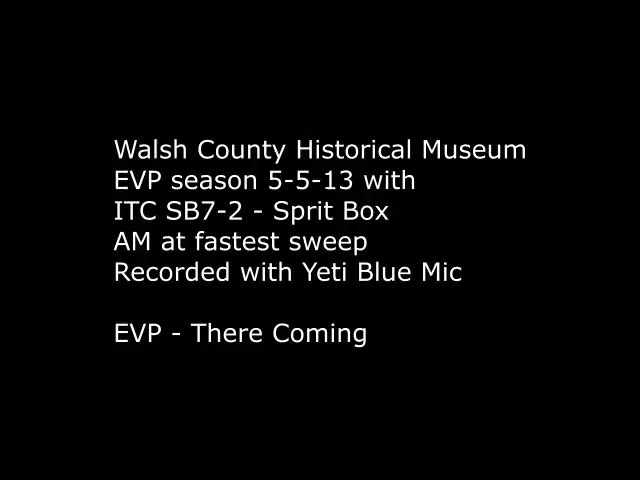 Walsh County Historical Museum
EVP season 5-5-13 with
ITC SB7-2 - Sprit Box
AM at fastest sweep
Recorded with Yeti Blue Mic
EVP - There Coming